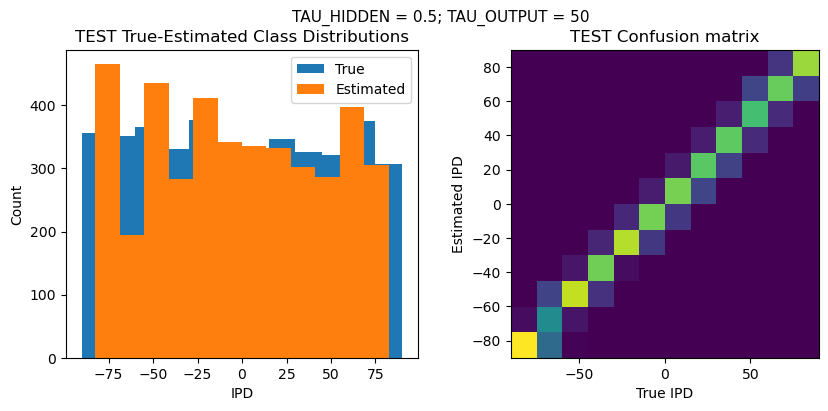 TAU_HIDDEN = 0.5; TAU_OUTPUT = 50
TEST True-Estimated Class Distributions
True
Estimated
400
300
200
100
0
Count
−75
−50
−25
0
25
50
75
IPD
TEST Confusion matrix
80
60
40
20
0
−20
−40
−60
−80
Estimated IPD
−50
0
50
True IPD